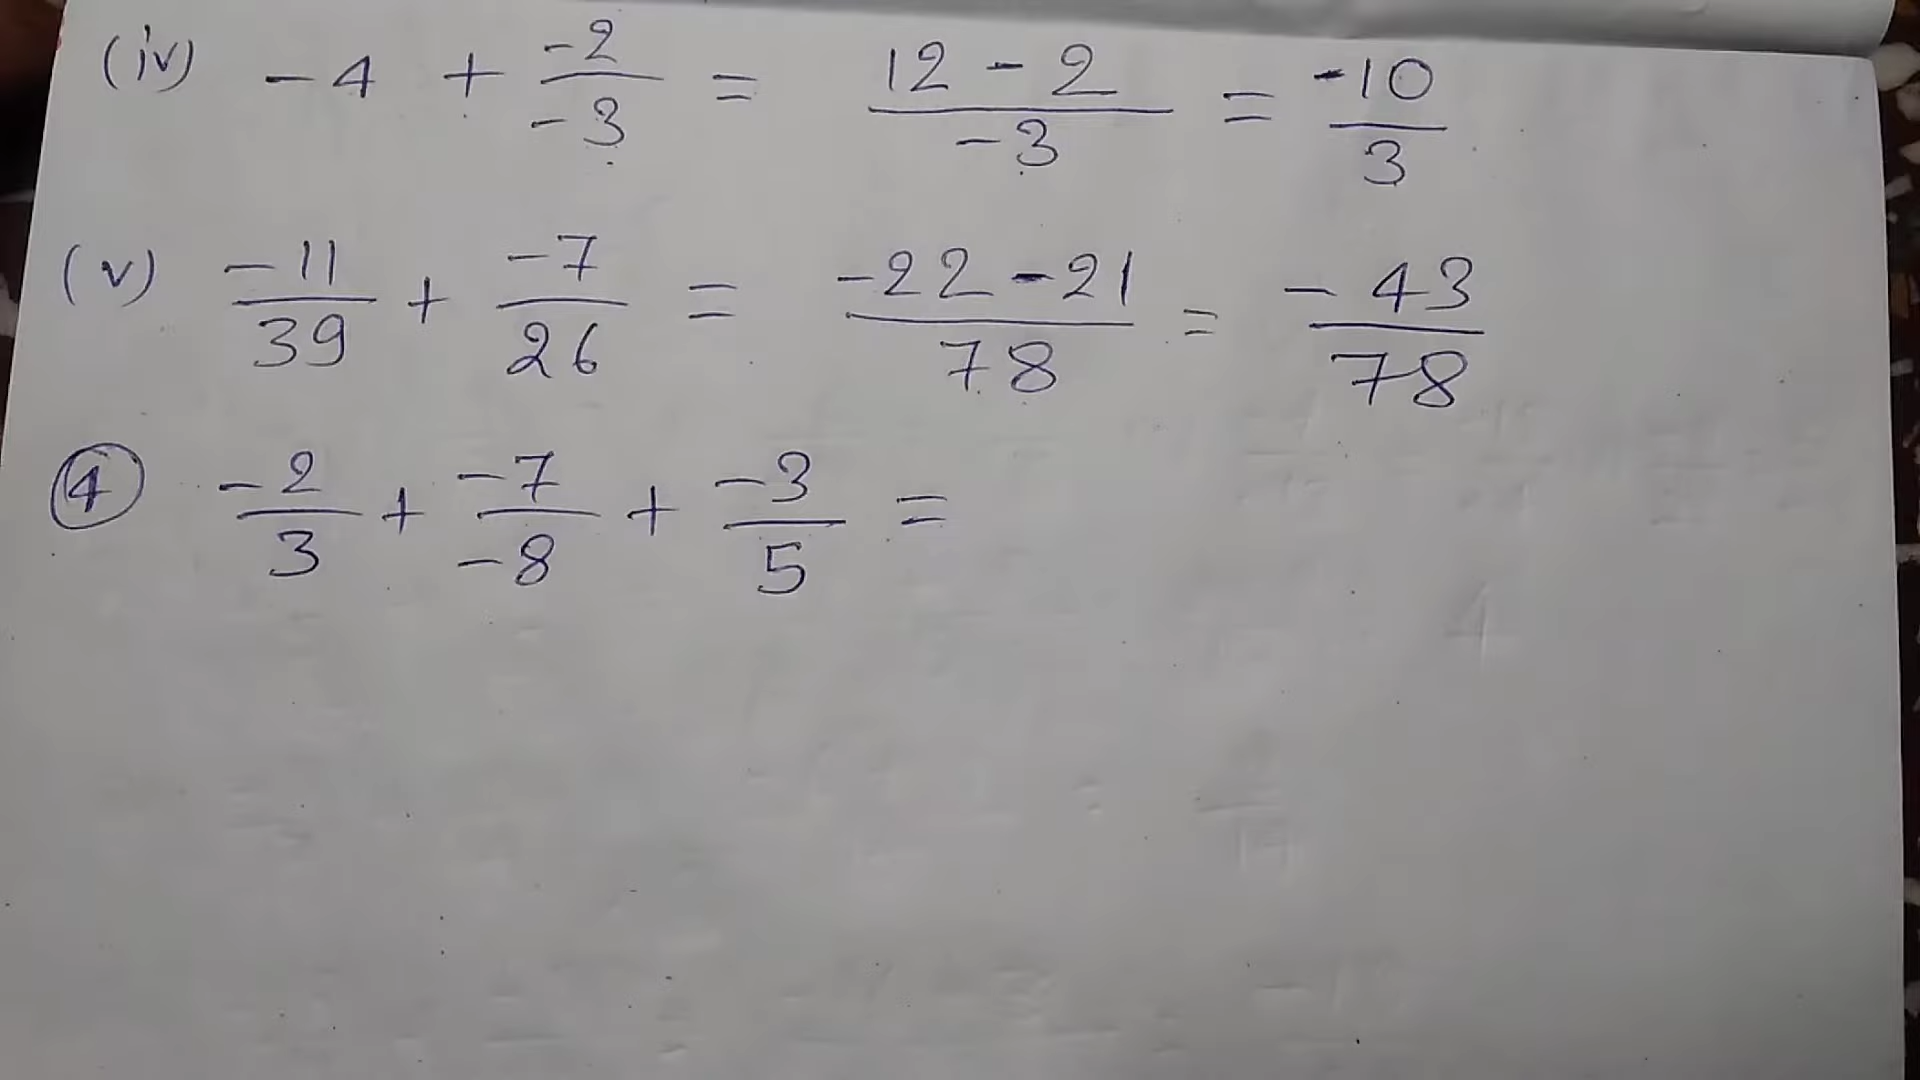 (iv) -4 + -2/-3 = 12 - 2/-3 = -10/3
(v) -11/39 + -7/26 = -22 - 21/78 = -43/78
4 -2/3 + -7/-8 + -3/5 =